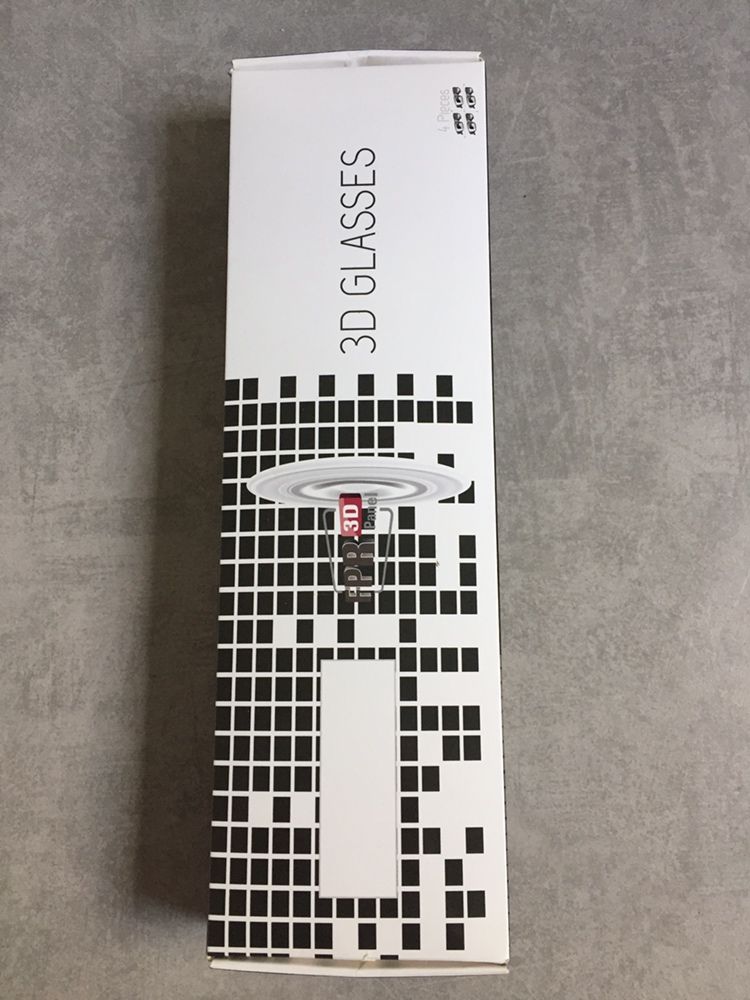 4 Pieces
3D GLASSES
FPR 3D
Panel